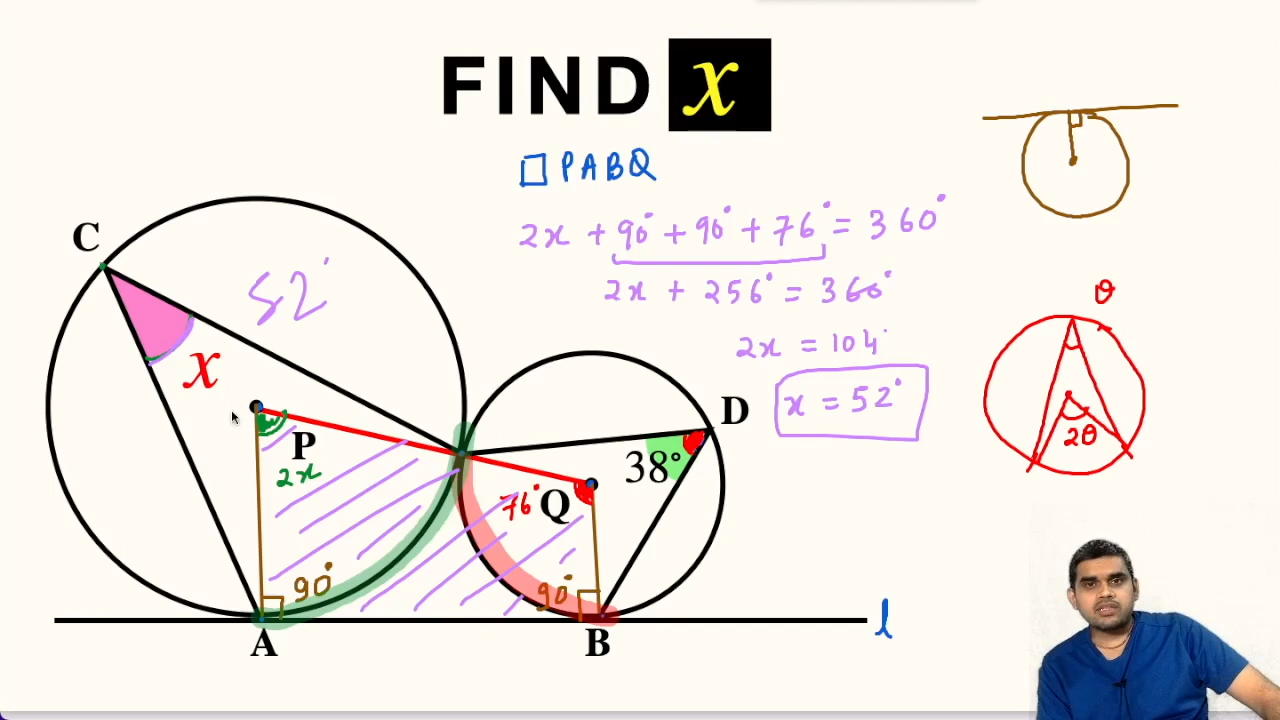 FIND x
□ PABQ
2x + 90° + 90° + 76° = 360°
2x + 256° = 360°
2x = 104°
x = 52°
θ
2θ
C
52°
x
P
2x
D
38°
76° Q
90°
90°
A
B
l